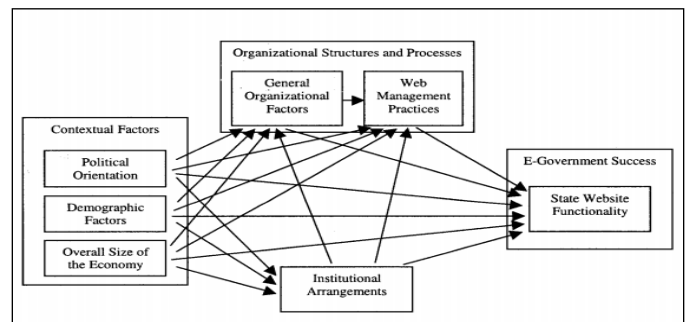 Organizational Structures and Processes
General
Organizational
Factors
Web
Management
Practices
Contextual Factors
Political
Orientation
Demographic
Factors
Overall Size of
the Economy
Institutional
Arrangements
E-Government Success
State Website
Functionality